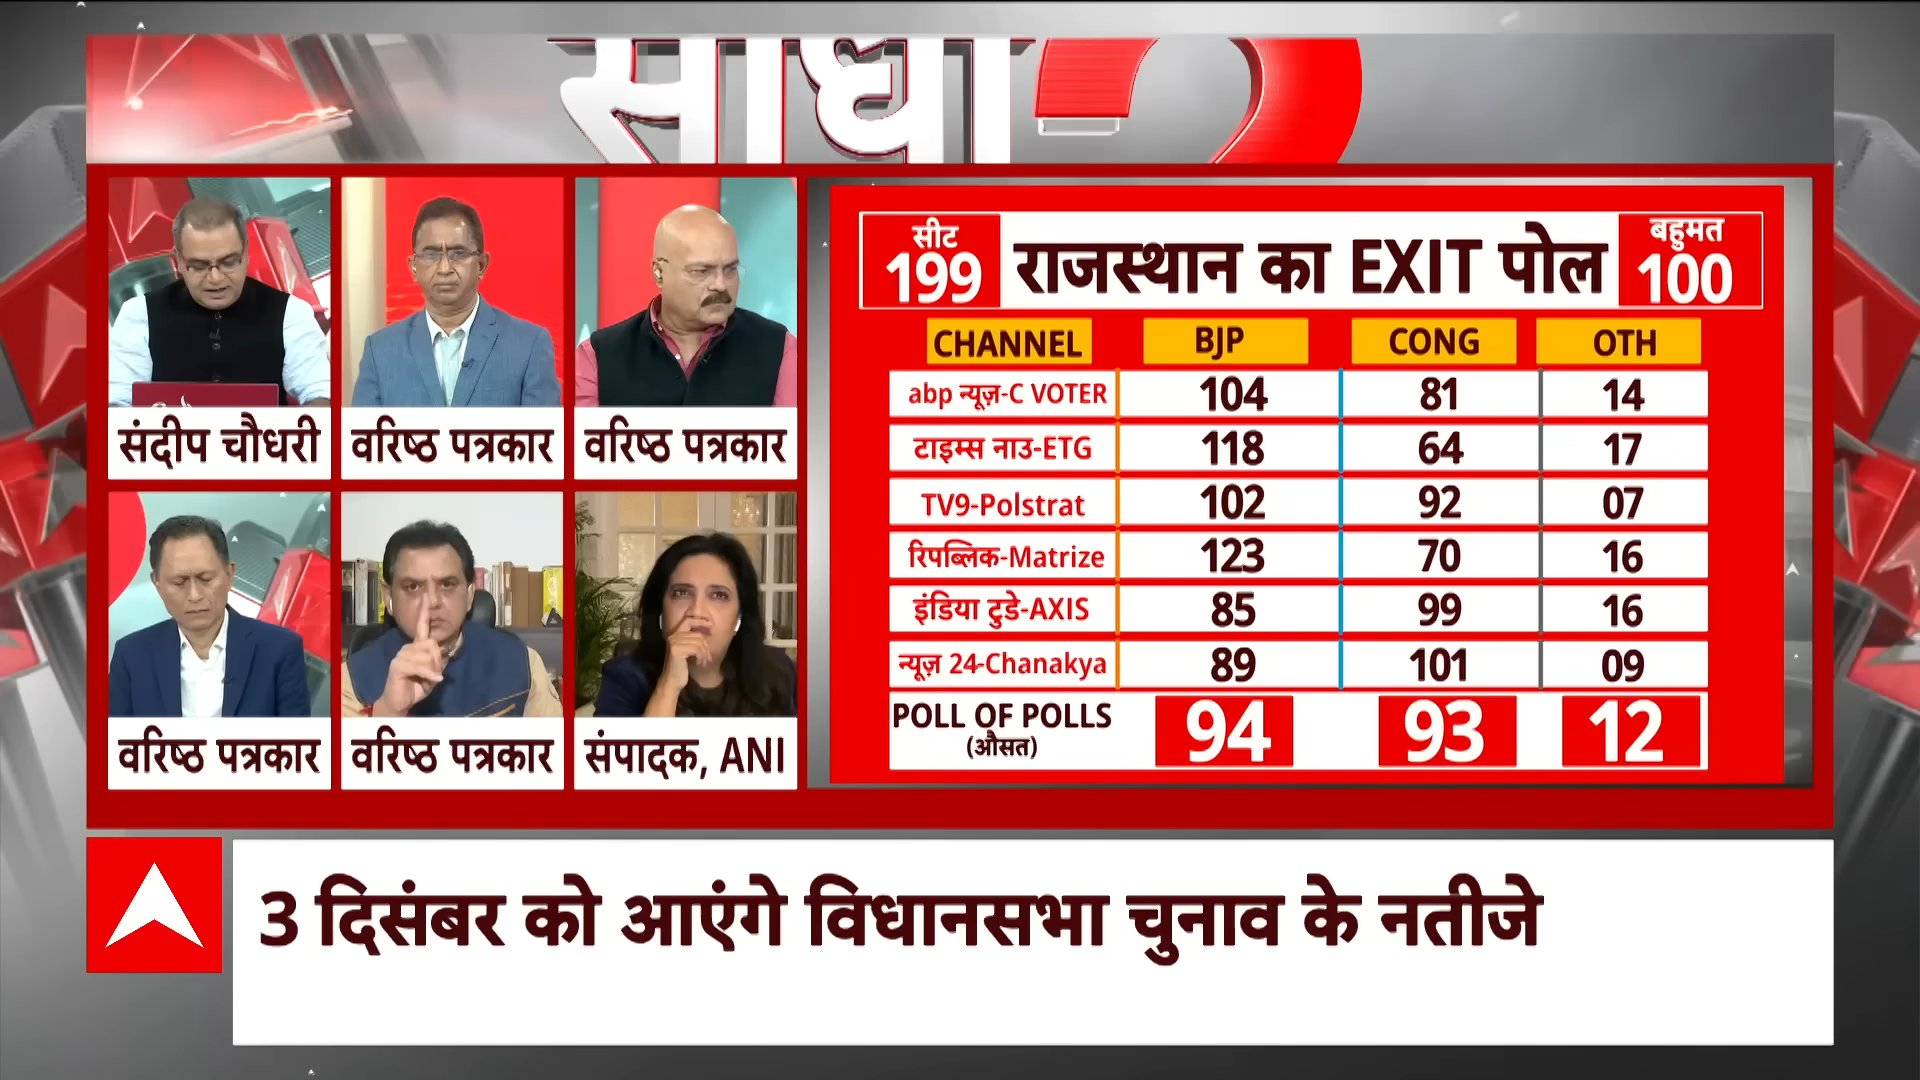 सीधा
संदीप चौधरी
वरिष्ठ पत्रकार
वरिष्ठ पत्रकार
वरिष्ठ पत्रकार
वरिष्ठ पत्रकार
संपादक, ANI
सीट
199
राजस्थान का EXIT पोल
बहुमत
100
CHANNEL BJP CONG OTH
abp न्यूज़-C VOTER 104 81 14
टाइम्स नाउ-ETG 118 64 17
TV9-Polstrat 102 92 07
रिपब्लिक-Matrize 123 70 16
इंडिया टुडे-AXIS 85 99 16
न्यूज़ 24-Chanakya 89 101 09
POLL OF POLLS 94 93 12
(औसत)
3 दिसंबर को आएंगे विधानसभा चुनाव के नतीजे